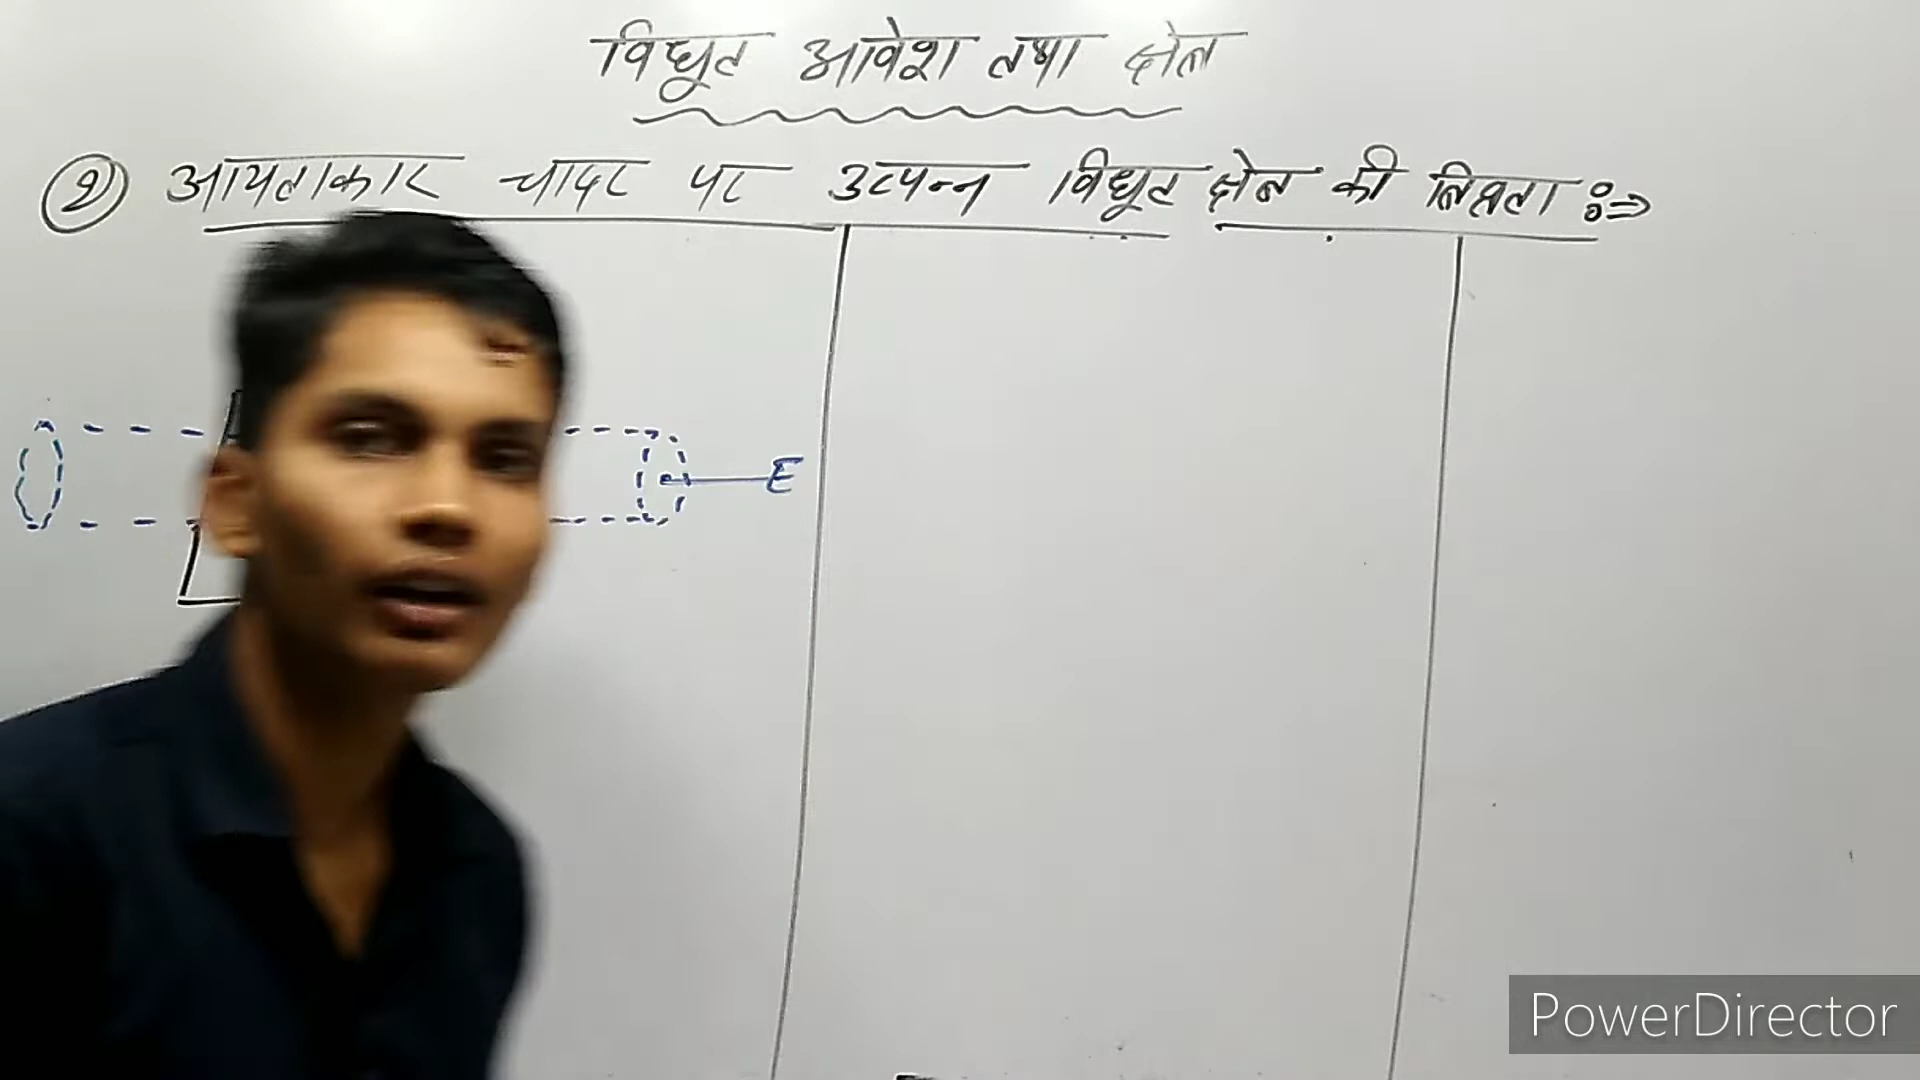 विधूत आवेश तथा क्षेत्र
② आयताकार चादर पर उत्पन्न विधूत क्षेत्र की तिव्रता :⇒
E
PowerDirector